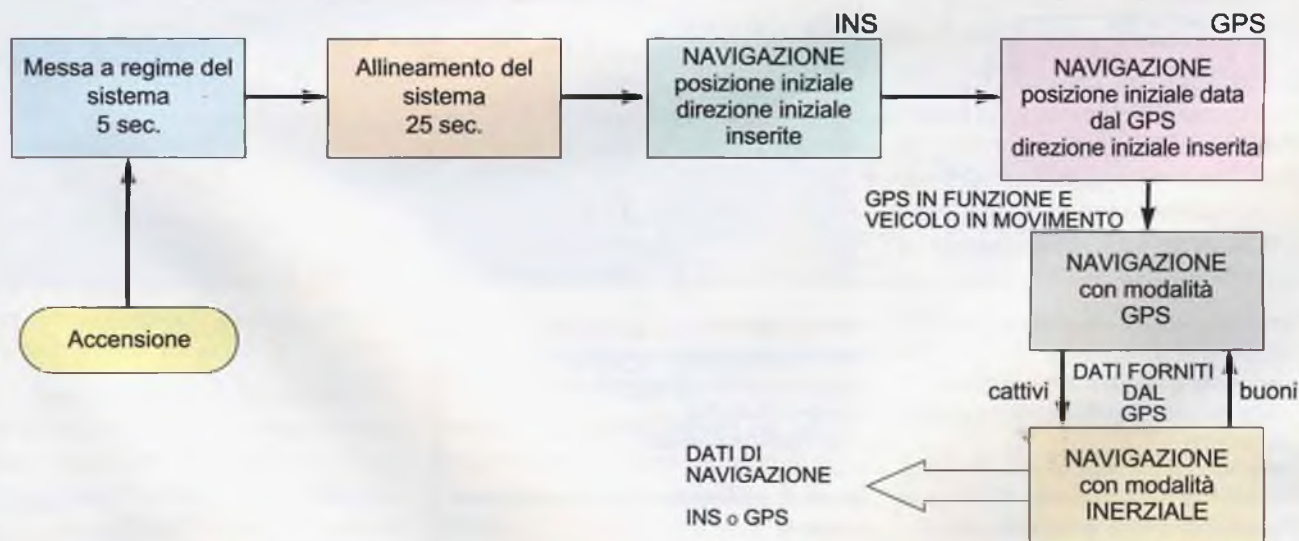 INS
GPS
Messa a regime del
sistema
5 sec.
Allineamento del
sistema
25 sec.
NAVIGAZIONE
posizione iniziale
direzione iniziale
inserite
NAVIGAZIONE
posizione iniziale data
dal GPS
direzione iniziale inserita
GPS IN FUNZIONE E
VEICOLO IN MOVIMENTO
NAVIGAZIONE
con modalità
GPS
Accensione
cattivi
DATI FORNITI
DAL
GPS
buoni
DATI DI
NAVIGAZIONE
INS o GPS
NAVIGAZIONE
con modalità
INERZIALE